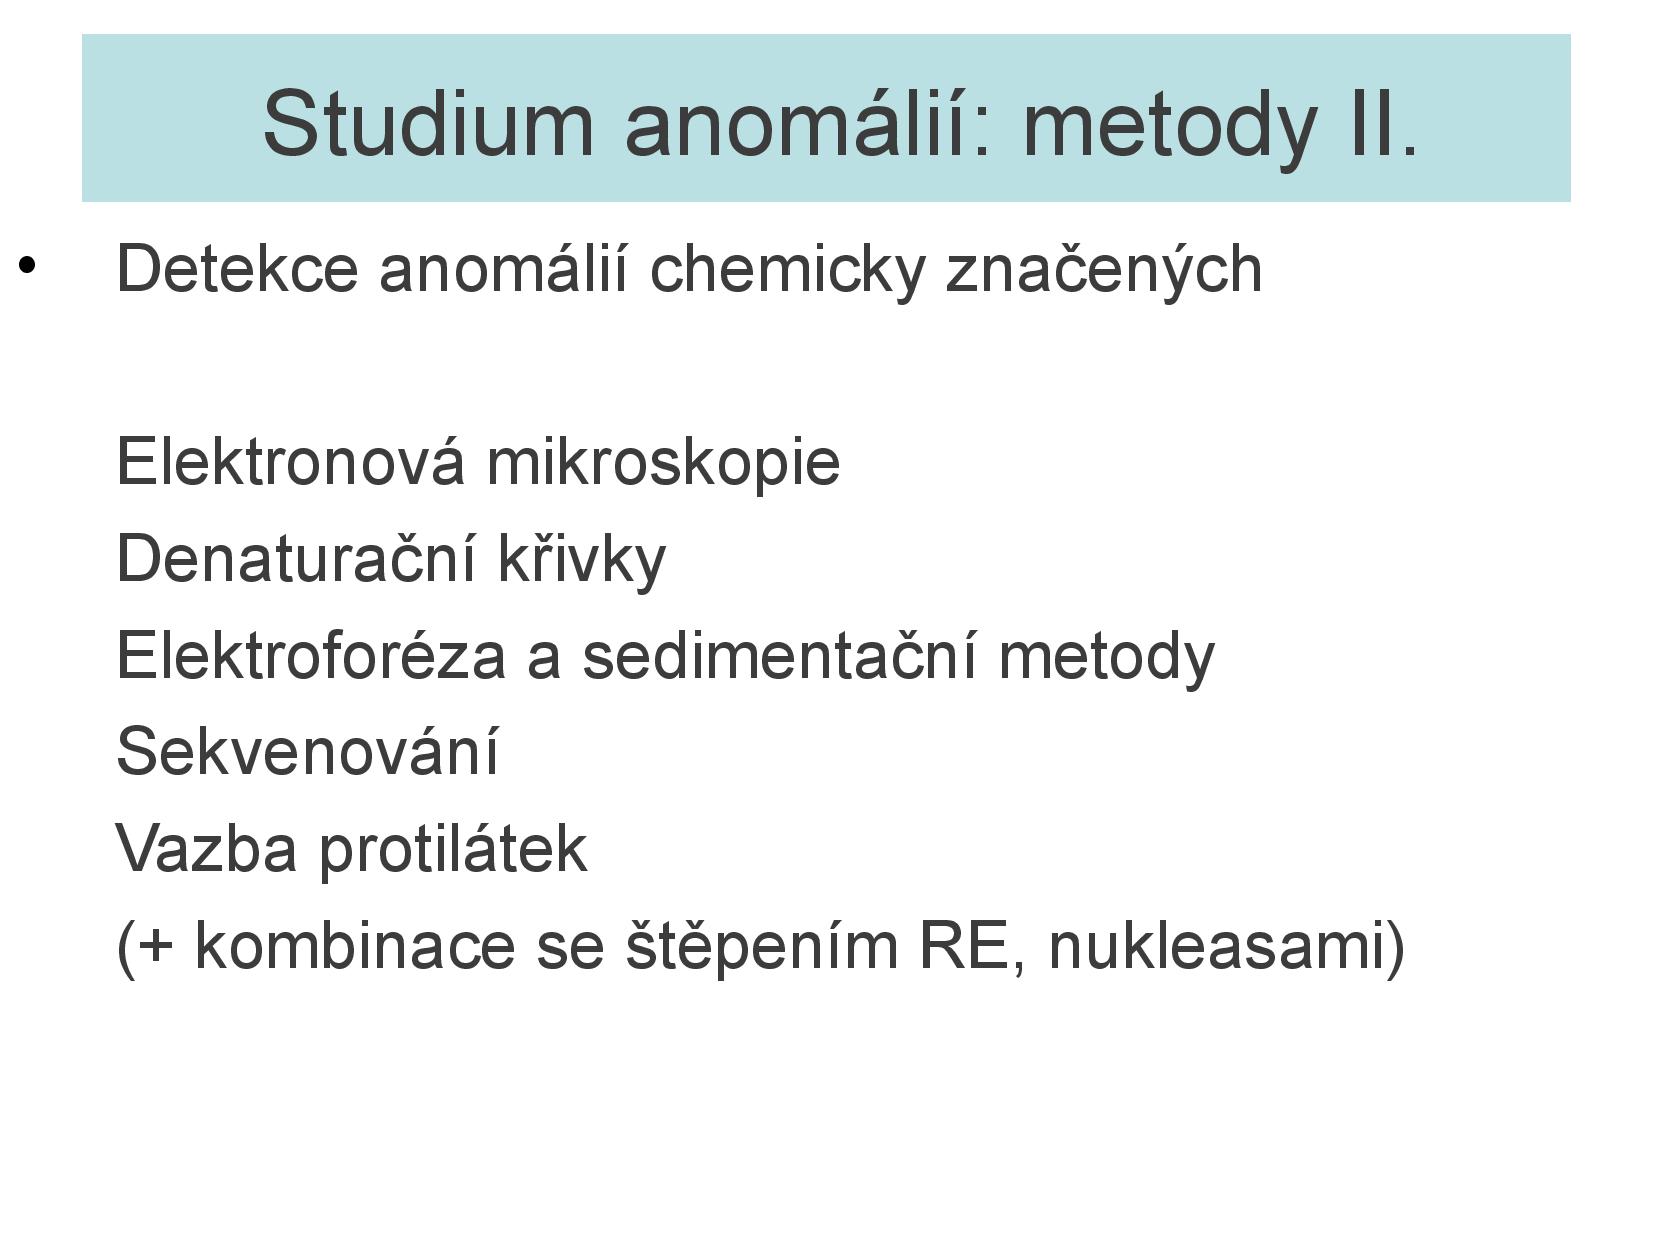 Studium anomálií: metody II.
• Detekce anomálií chemicky značených
Elektronová mikroskopie
Denaturační křivky
Elektroforéza a sedimentační metody
Sekvenování
Vazba protilátek
(+ kombinace se štěpením RE, nukleasami)